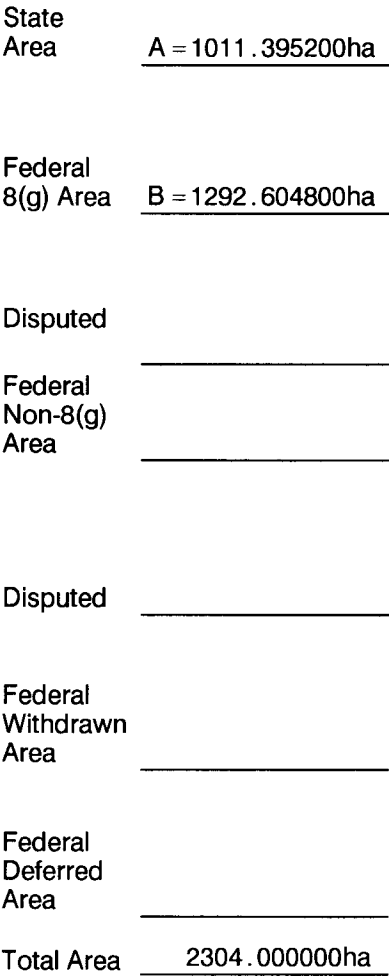 State
Area A = 1011.395200ha
Federal
8(g) Area B = 1292.604800ha
Disputed
Federal
Non-8(g)
Area
Disputed
Federal
Withdrawn
Area
Federal
Deferred
Area
Total Area 2304.000000ha